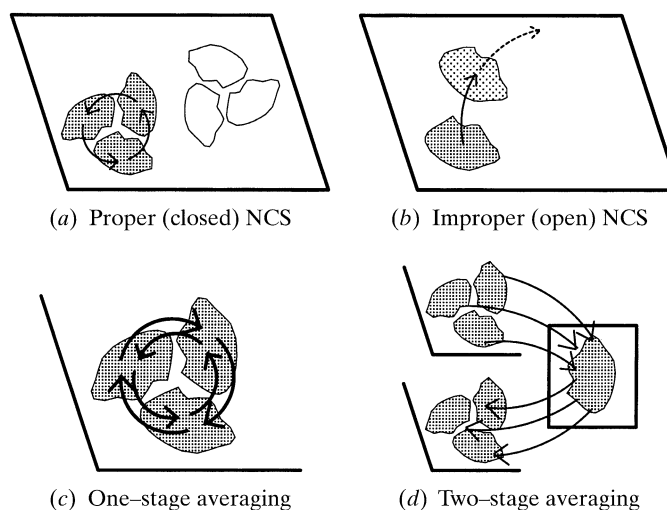 (a) Proper (closed) NCS
(b) Improper (open) NCS
(c) One–stage averaging
(d) Two–stage averaging